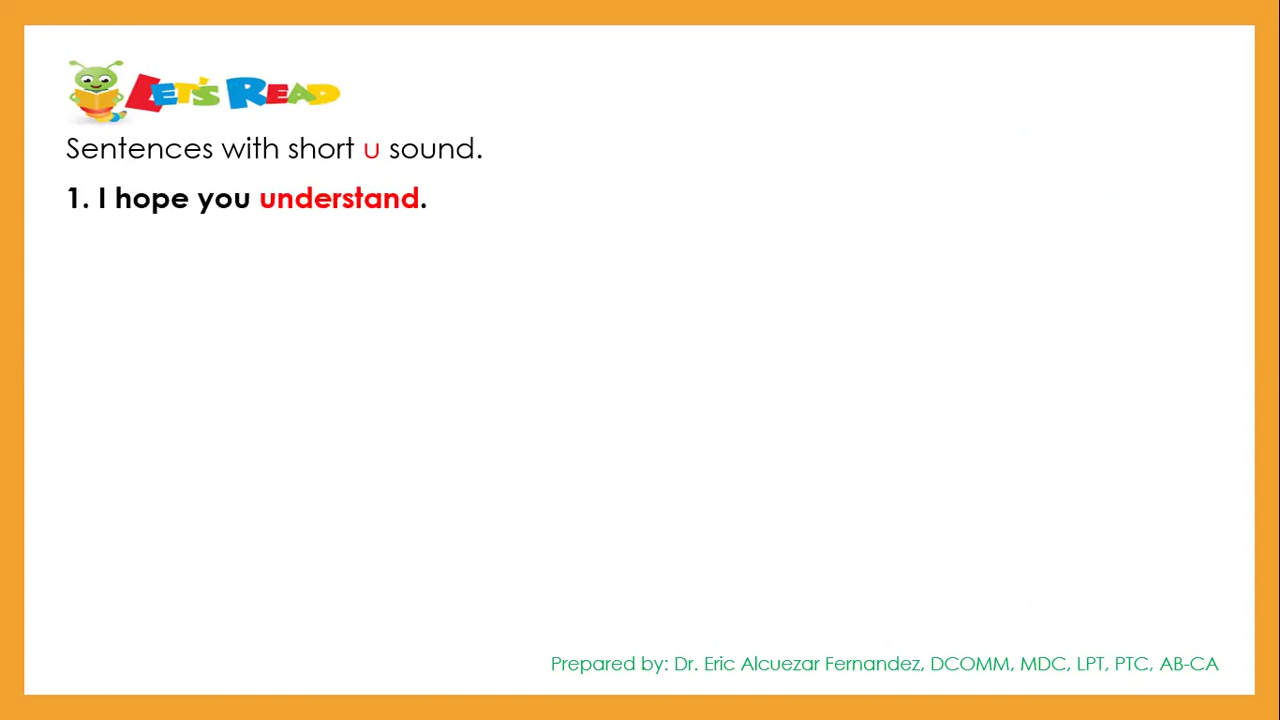 LET'S READ
Sentences with short u sound.
1. I hope you understand.
Prepared by: Dr. Eric Alcuezar Fernandez, DCOMM, MDC, LPT, PTC, AB-CA